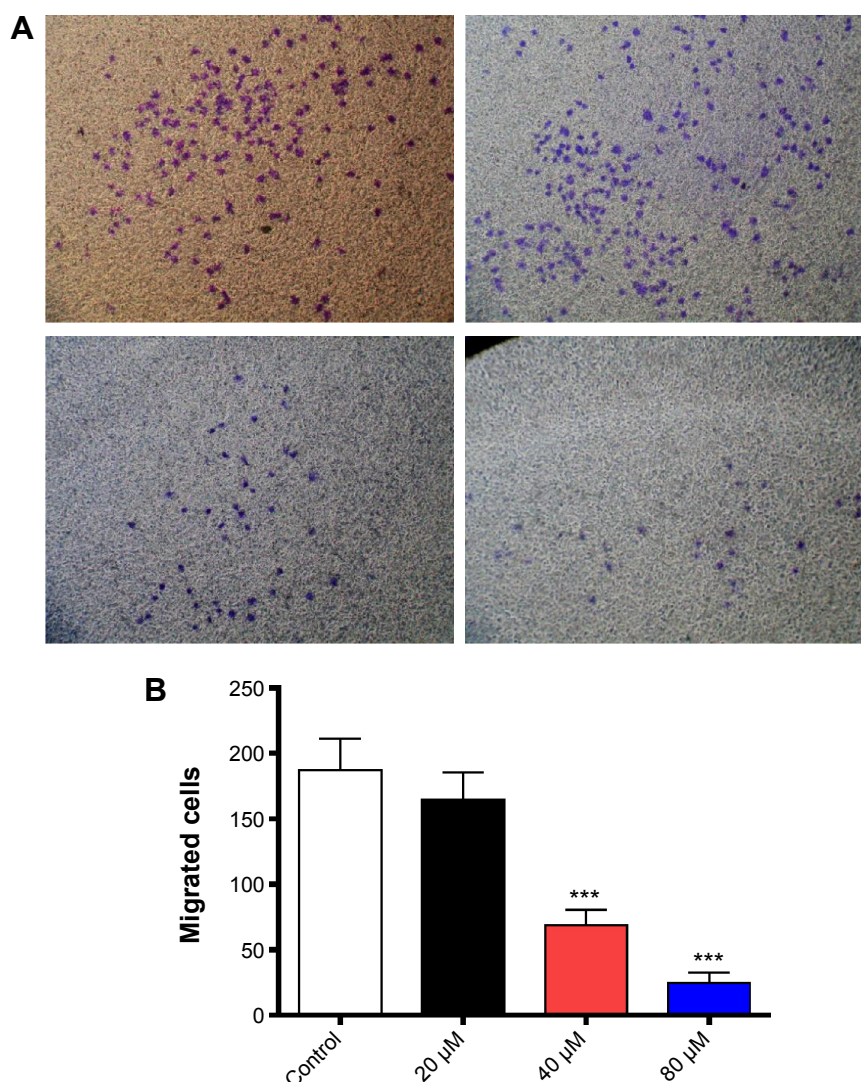 A
B
250
200
150
100
50
0
Migrated cells
***
***
Control
20 µM
40 µM
80 µM